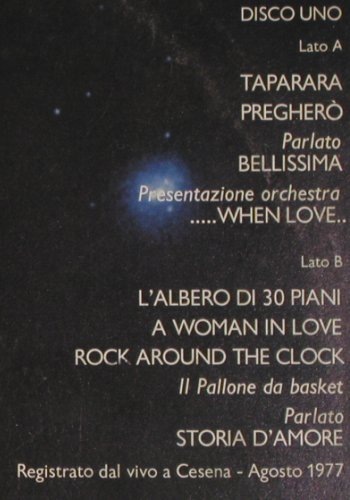 DISCO UNO
Lato A
TAPARARA
PREGHERÒ
Parlato
BELLISSIMA
Presentazione orchestra
.....WHEN LOVE..
Lato B
L'ALBERO DI 30 PIANI
A WOMAN IN LOVE
ROCK AROUND THE CLOCK
Il Pallone da basket
Parlato
STORIA D'AMORE
Registrato dal vivo a Cesena - Agosto 1977